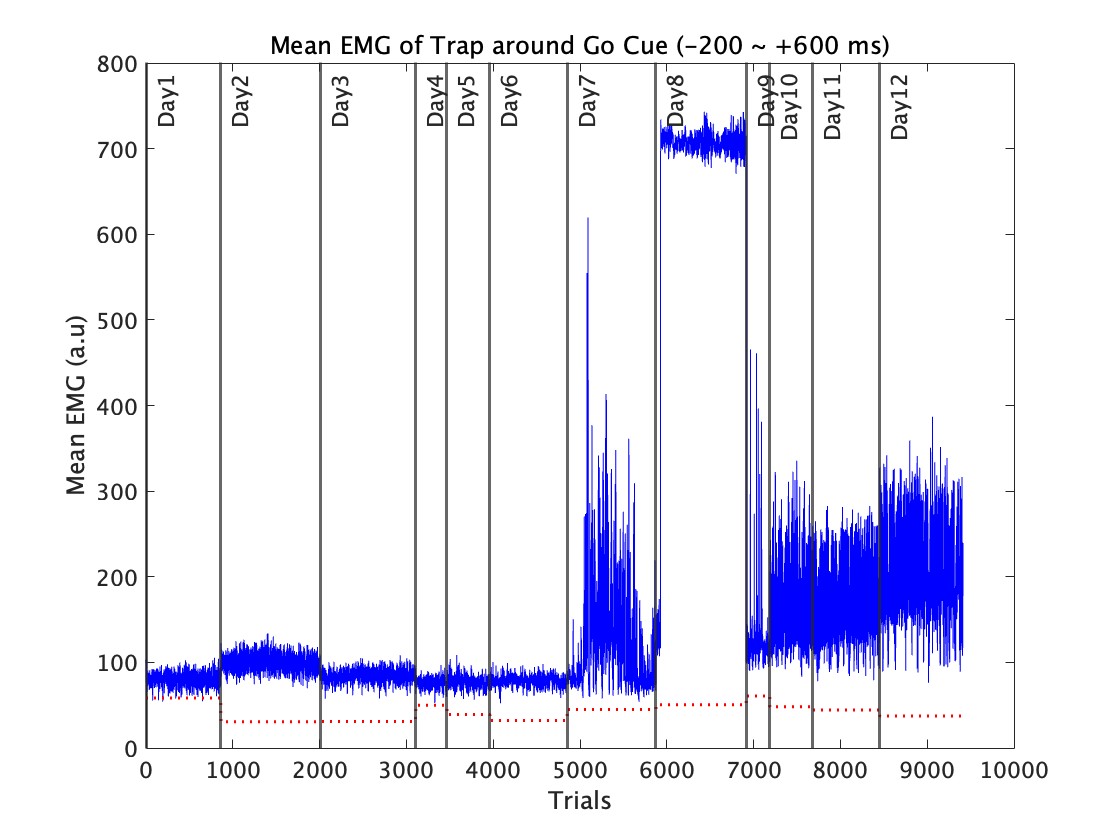 Mean EMG of Trap around Go Cue (-200 ~ +600 ms)
Mean EMG (a.u)
800
700
600
500
400
300
200
100
0
Day1
Day2
Day3
Day4
Day5
Day6
Day7
Day8
Day9
Day10
Day11
Day12
0
1000
2000
3000
4000
5000
6000
7000
8000
9000
10000
Trials